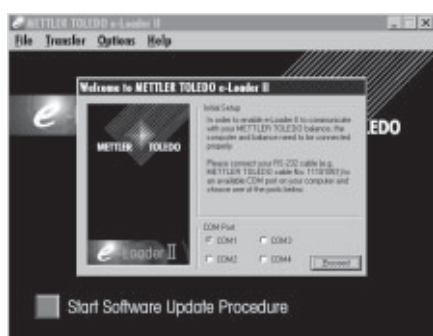 METTLER TOLEDO e-Loader II
File Transfer Options Help
e
EDO
Welcome to METTLER TOLEDO e-Loader II
METTLER TOLEDO
e-Loader II
Initial Setup
In order to enable e-Loader II to communicate
with your METTLER TOLEDO balance, the
computer and balance need to be connected
properly.
Please connect your RS-232 cable (e.g.
METTLER TOLEDO cable No. 11101051) to
an available COM port on your computer and
choose one of the ports below.
COM Port
COM1 COM3
COM2 COM4 Proceed
Start Software Update Procedure